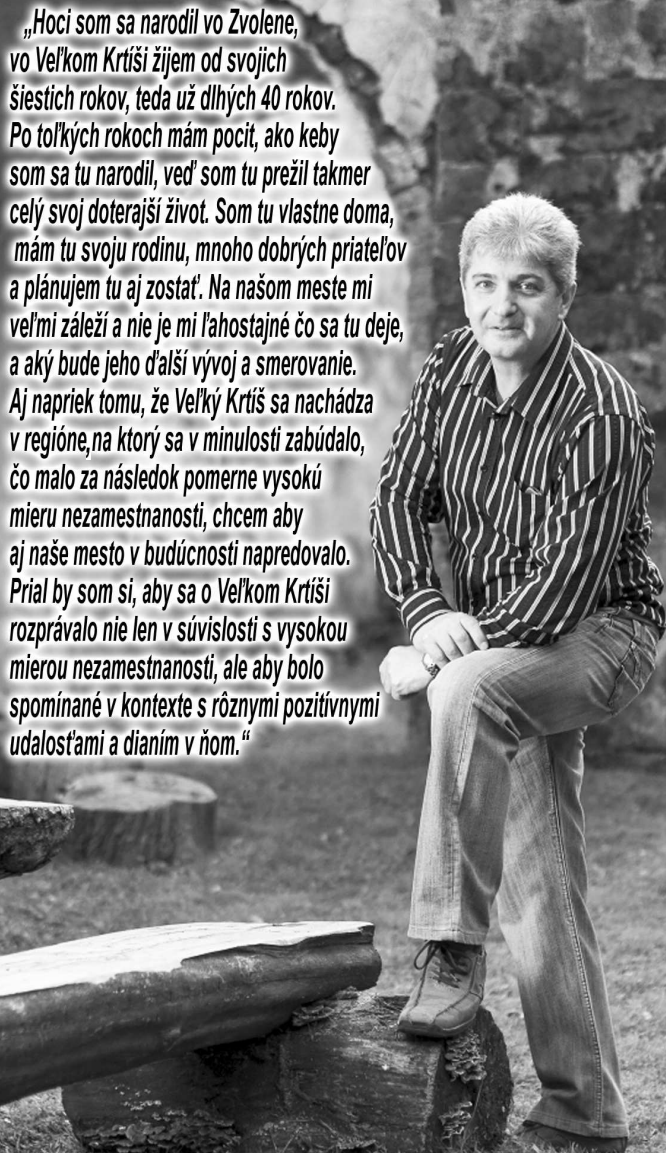 „Hoci som sa narodil vo Zvolene,
vo Veľkom Krtíši žijem od svojich
šiestich rokov, teda už dlhých 40 rokov.
Po toľkých rokoch mám pocit, ako keby
som sa tu narodil, veď som tu prežil takmer
celý svoj doterajší život. Som tu vlastne doma,
mám tu svoju rodinu, mnoho dobrých priateľov
a plánujem tu aj zostať. Na našom meste mi
veľmi záleží a nie je mi ľahostajné čo sa tu deje,
a aký bude jeho ďalší vývoj a smerovanie.
Aj napriek tomu, že Veľký Krtíš sa nachádza
v regióne,na ktorý sa v minulosti zabúdalo,
čo malo za následok pomerne vysokú
mieru nezamestnanosti, chcem aby
aj naše mesto v budúcnosti napredovalo.
Prial by som si, aby sa o Veľkom Krtíši
rozprávalo nie len v súvislosti s vysokou
mierou nezamestnanosti, ale aby bolo
spomínané v kontexte s rôznymi pozitívnymi
udalosťami a dianím v ňom.“